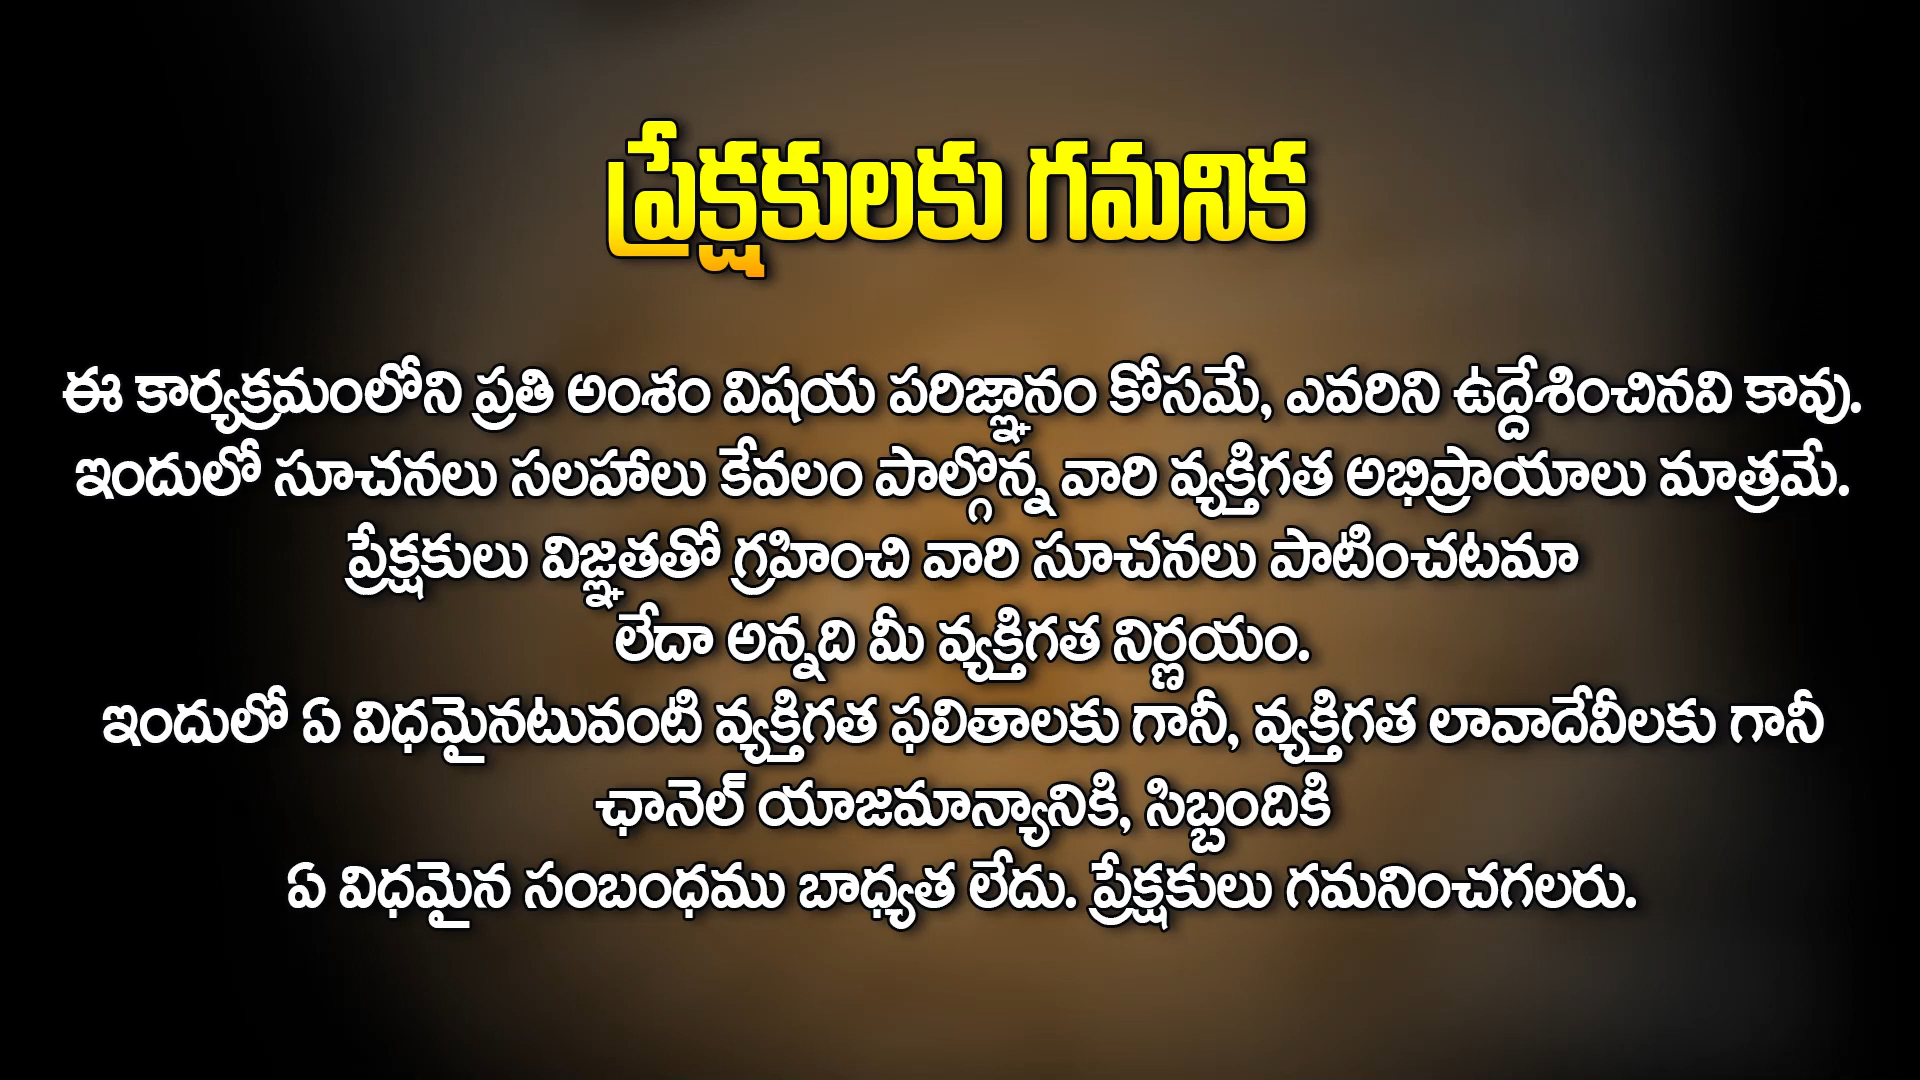 ప్రేక్షకులకు గమనిక
ఈ కార్యక్రమంలోని ప్రతి అంశం విషయ పరిజ్ఞానం కోసమే, ఎవరిని ఉద్దేశించినవి కావు.
ఇందులో సూచనలు సలహాలు కేవలం పాల్గొన్న వారి వ్యక్తిగత అభిప్రాయాలు మాత్రమే.
ప్రేక్షకులు విజ్ఞతతో గ్రహించి వారి సూచనలు పాటించటమా
లేదా అన్నది మీ వ్యక్తిగత నిర్ణయం.
ఇందులో ఏ విధమైనటువంటి వ్యక్తిగత ఫలితాలకు గానీ, వ్యక్తిగత లావాదేవీలకు గానీ
ఛానెల్ యాజమాన్యానికి, సిబ్బందికి
ఏ విధమైన సంబంధము బాధ్యత లేదు. ప్రేక్షకులు గమనించగలరు.